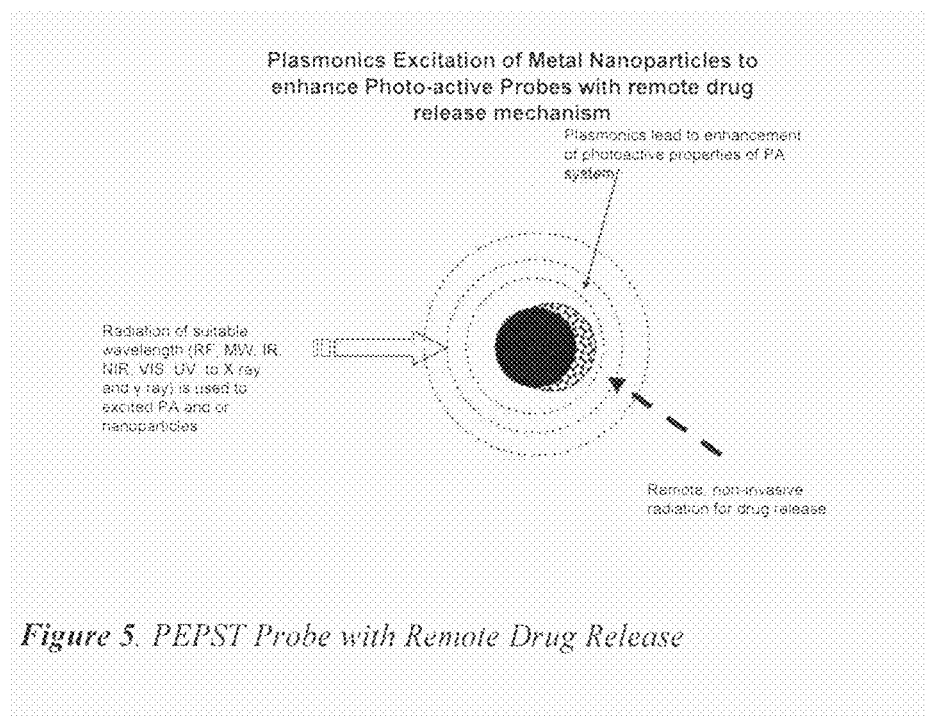 Plasmonics Excitation of Metal Nanoparticles to
enhance Photo-active Probes with remote drug
release mechanism
Plasmonics lead to enhancement
of photoactive properties of PA
system
Radiation of suitable
wavelength (RF, MW, IR,
NIR, VIS, UV, to X ray
and γ ray) is used to
excited PA and or
nanoparticles
Remote, non-invasive
radiation for drug release
Figure 5. PEPST Probe with Remote Drug Release